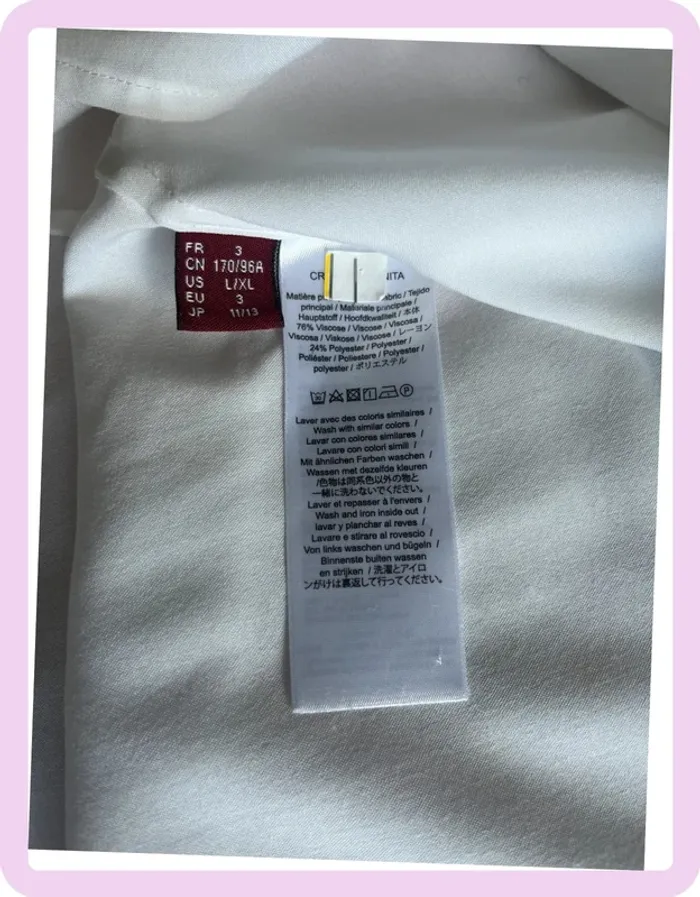 FR 3
CN 170/96A
US L/XL
EU 3
JP 11/13
CR NITA
Matière p abric / Tejido
principal / Materiale principale /
Hauptstoff / Hoofdkwaliteit / 本体
76% Viscose / Viscose / Viscosa /
Viscosa / Viskose / Viscose / レーヨン
24% Polyester / Polyester /
Poliéster / Poliestere / Polyester /
polyester / ポリエステル
Laver avec des coloris similaires /
Wash with similar colors /
Lavar con colores similares /
Lavare con colori simili /
Mit ähnlichen Farben waschen /
Wassen met dezelfde kleuren
/色物は同系色以外の物と
一緒に洗わないでください。
Laver et repasser à l'envers /
Wash and iron inside out /
lavar y planchar al reves /
Lavare e stirare al rovescio /
Von links waschen und bügeln /
Binnenste buiten wassen
en strijken / 洗濯とアイロ
ンがけは裏返して行ってください。